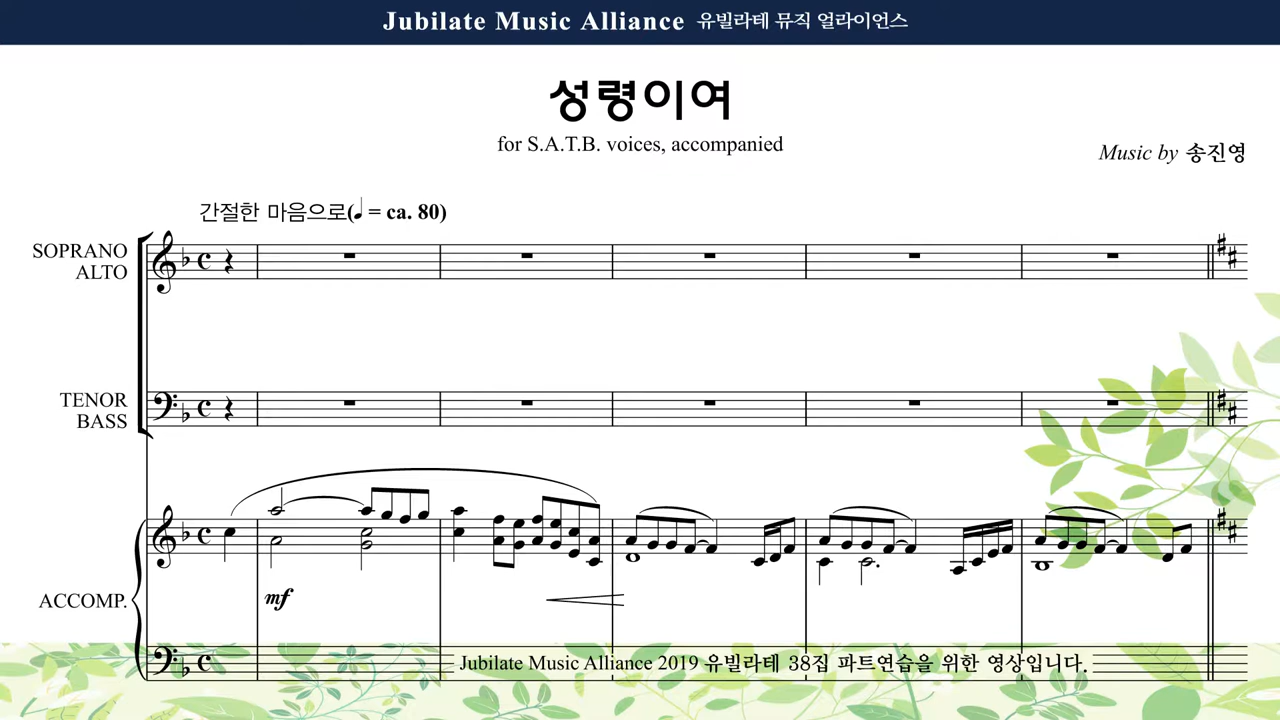 Jubilate Music Alliance 유빌라테 뮤직 얼라이언스
성령이여
for S.A.T.B. voices, accompanied
Music by 송진영
간절한 마음으로(♩ = ca. 80)
SOPRANO
ALTO
TENOR
BASS
mf
ACCOMP.
Jubilate Music Alliance 2019 유빌라테 38집 파트연습을 위한 영상입니다.